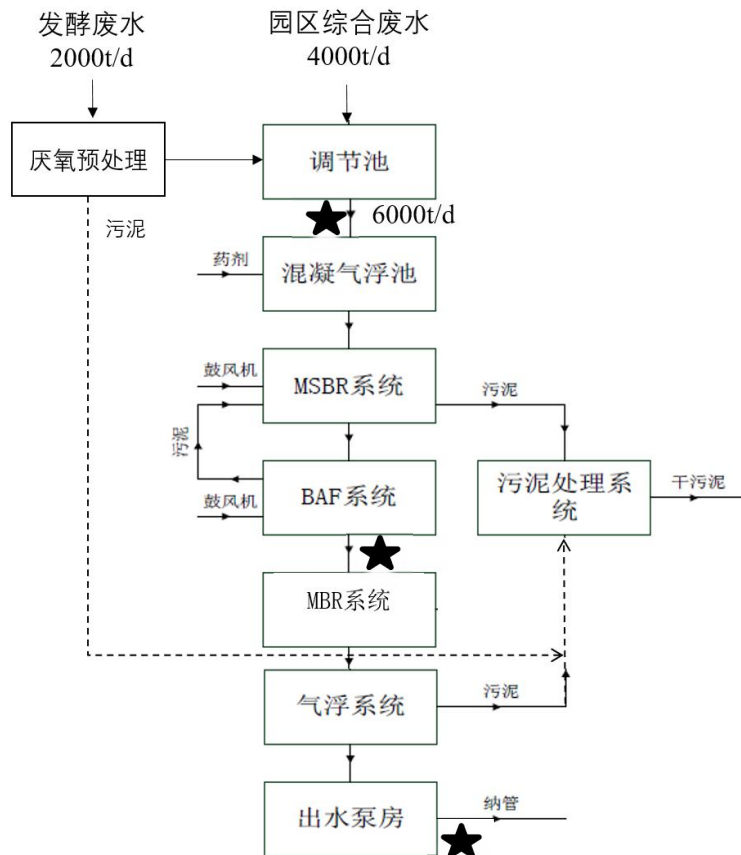 发酵废水
2000t/d
园区综合废水
4000t/d
厌氧预处理
调节池
污泥
6000t/d
药剂
混凝气浮池
鼓风机
MSBR系统
污泥
污泥
鼓风机
BAF系统
污泥处理系
统
干污泥
MBR系统
气浮系统
污泥
出水泵房
纳管